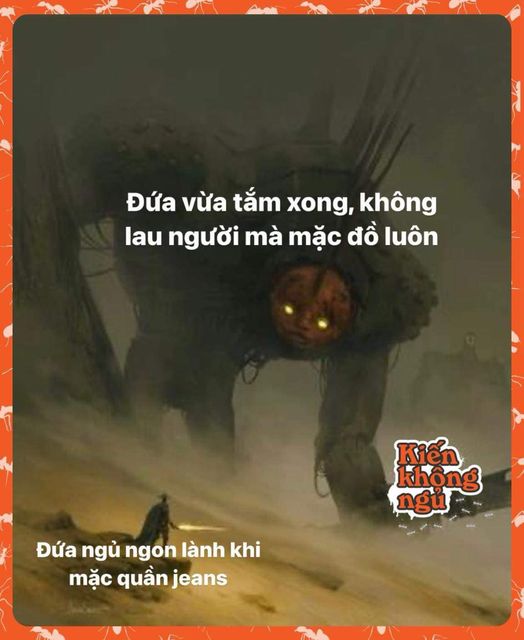 Đứa vừa tắm xong, không
lau người mà mặc đồ luôn
Kiến
không
ngủ
Đứa ngủ ngon lành khi
mặc quần jeans